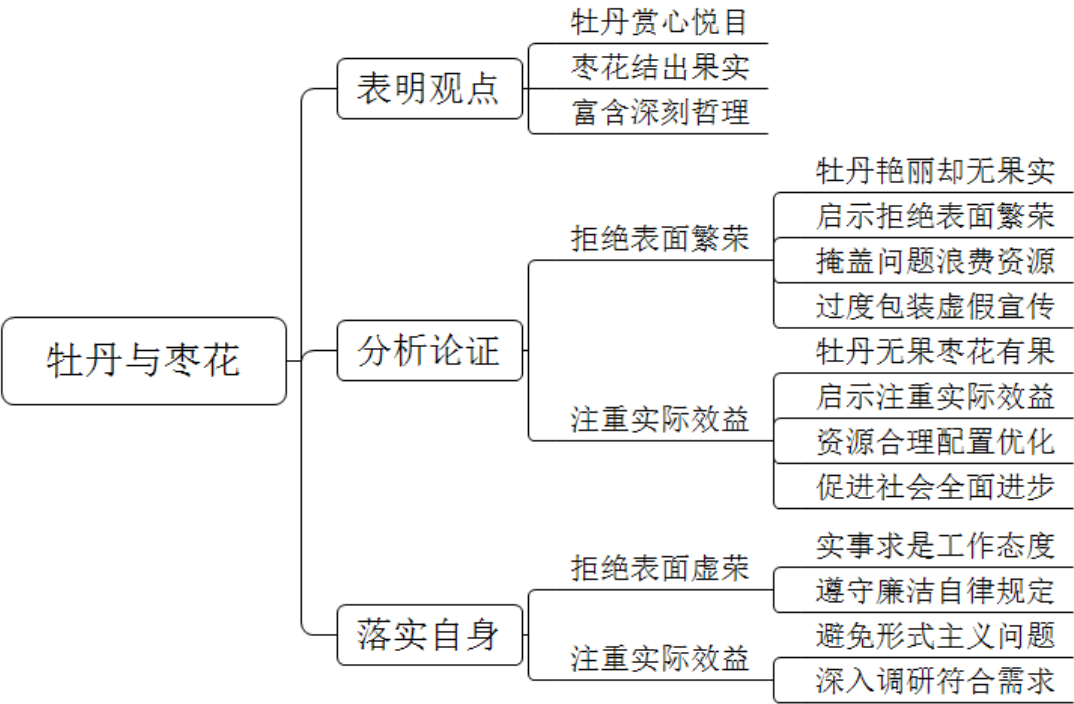 牡丹与枣花
表明观点
牡丹赏心悦目
枣花结出果实
富含深刻哲理
分析论证
拒绝表面繁荣
牡丹艳丽却无果实
启示拒绝表面繁荣
掩盖问题浪费资源
过度包装虚假宣传
注重实际效益
牡丹无果枣花有果
启示注重实际效益
资源合理配置优化
促进社会全面进步
落实自身
拒绝表面虚荣
实事求是工作态度
遵守廉洁自律规定
注重实际效益
避免形式主义问题
深入调研符合需求